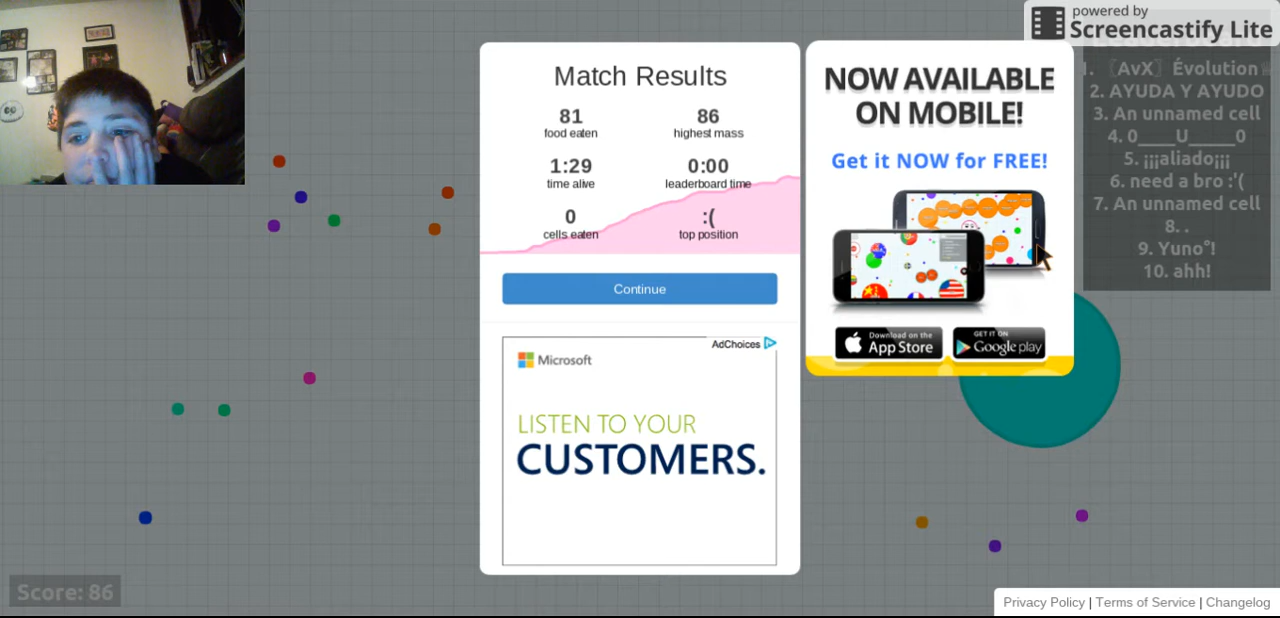 powered by
Screencastify Lite
Match Results
81
food eaten
86
highest mass
1:29
time alive
0:00
leaderboard time
0
cells eaten
:(
top position
Continue
AdChoices
Microsoft
LISTEN TO YOUR
CUSTOMERS.
NOW AVAILABLE
ON MOBILE!
Get it NOW for FREE!
Download on the
App Store
GET IT ON
Google play
1. 〖AvX〗Évolution
2. AYUDA Y AYUDO
3. An unnamed cell
4. 0____U_____0
5. ¡¡¡aliado¡¡¡
6. need a bro :'(
7. An unnamed cell
8. .
9. Yuno°!
10. ahh!
Score: 86
Privacy Policy | Terms of Service | Changelog